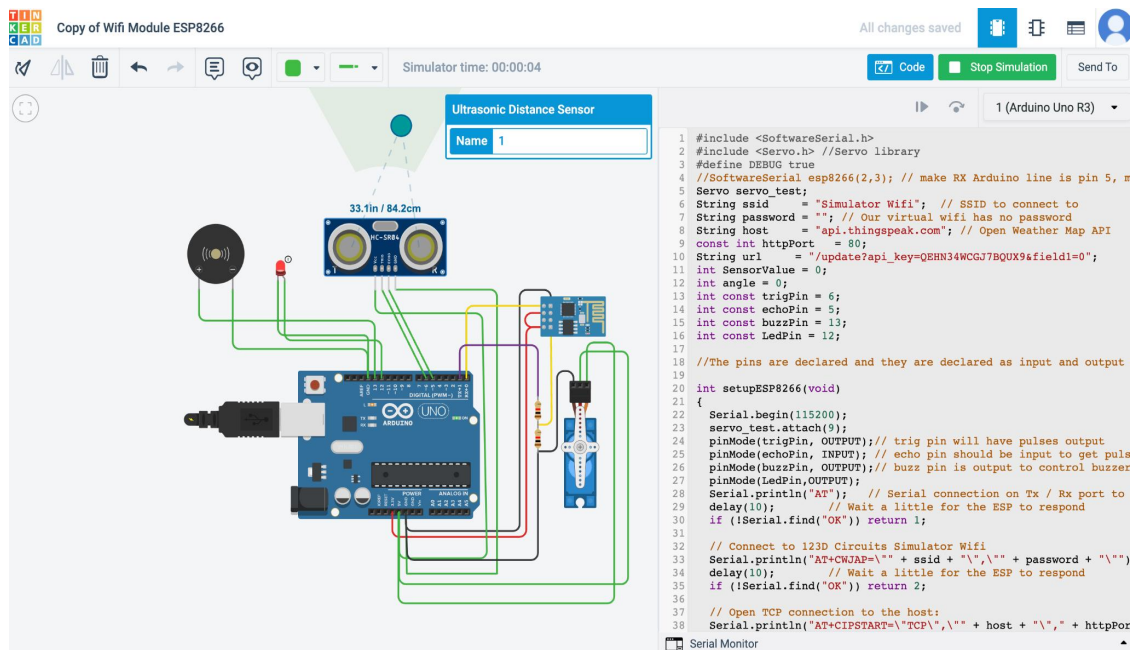 TIN
KER
CAD
Copy of Wifi Module ESP8266
All changes saved
Simulator time: 00:00:04
Code
Stop Simulation
Send To
Ultrasonic Distance Sensor
Name 1
1 (Arduino Uno R3)
33.1in / 84.2cm
HC-SR04
DIGITAL (PWM~)
UNO
ARDUINO
POWER
ANALOG IN
1 #include <SoftwareSerial.h>
2 #include <Servo.h> //Servo library
3 #define DEBUG true
4 //SoftwareSerial esp8266(2,3); // make RX Arduino line is pin 5, m
5 Servo servo_test;
6 String ssid     = "Simulator Wifi";  // SSID to connect to
7 String password = ""; // Our virtual wifi has no password
8 String host     = "api.thingspeak.com"; // Open Weather Map API
9 const int httpPort   = 80;
10 String url     = "/update?api_key=QEHN34WCGJ7BQUX9&field1=0";
11 int SensorValue = 0;
12 int angle = 0;
13 int const trigPin = 6;
14 int const echoPin = 5;
15 int const buzzPin = 13;
16 int const LedPin = 12;
17
18 //The pins are declared and they are declared as input and output
19
20 int setupESP8266(void)
21 {
22   Serial.begin(115200);
23   servo_test.attach(9);
24   pinMode(trigPin, OUTPUT);// trig pin will have pulses output
25   pinMode(echoPin, INPUT); // echo pin should be input to get puls
26   pinMode(buzzPin, OUTPUT);// buzz pin is output to control buzzer
27   pinMode(LedPin,OUTPUT);
28   Serial.println("AT");   // Serial connection on Tx / Rx port to
29   delay(10);        // Wait a little for the ESP to respond
30   if (!Serial.find("OK")) return 1;
31
32   // Connect to 123D Circuits Simulator Wifi
33   Serial.println("AT+CWJAP=\"" + ssid + "\",\"" + password + "\"")
34   delay(10);        // Wait a little for the ESP to respond
35   if (!Serial.find("OK")) return 2;
36
37   // Open TCP connection to the host:
38   Serial.println("AT+CIPSTART=\"TCP\",\"" + host + "\"," + httpPor
Serial Monitor